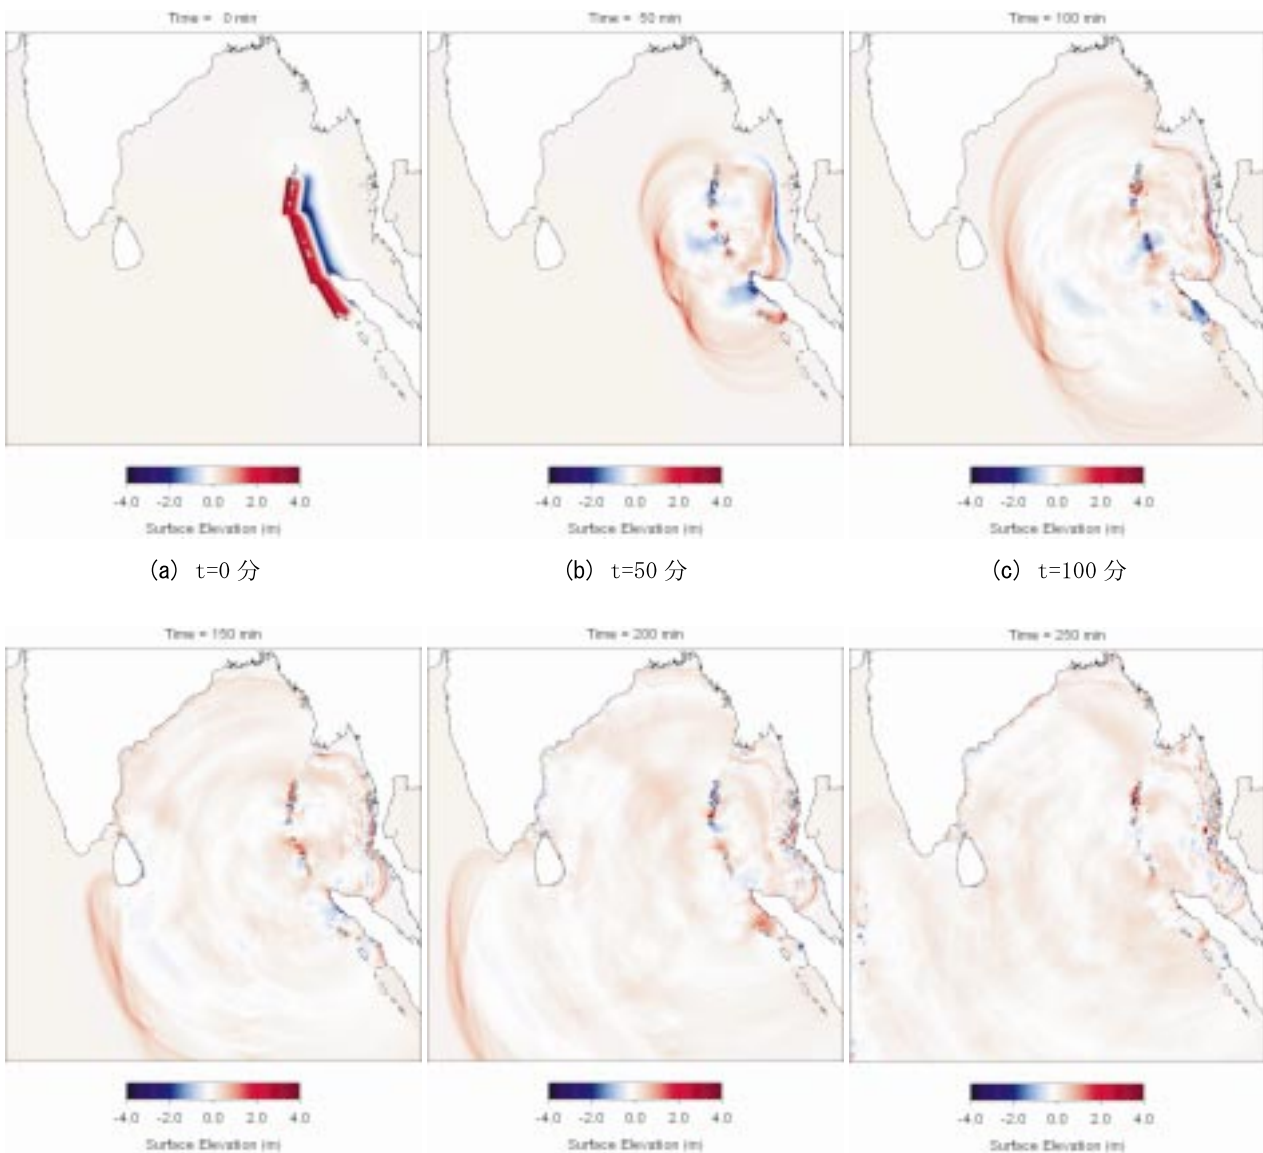 Time = 0 min
Time = 50 min
Time = 100 min
-4.0 -2.0 0.0 2.0 4.0
-4.0 -2.0 0.0 2.0 4.0
-4.0 -2.0 0.0 2.0 4.0
Surface Elevation (m)
Surface Elevation (m)
Surface Elevation (m)
(a) t=0 分
(b) t=50 分
(c) t=100 分
Time = 150 min
Time = 200 min
Time = 250 min
-4.0 -2.0 0.0 2.0 4.0
-4.0 -2.0 0.0 2.0 4.0
-4.0 -2.0 0.0 2.0 4.0
Surface Elevation (m)
Surface Elevation (m)
Surface Elevation (m)